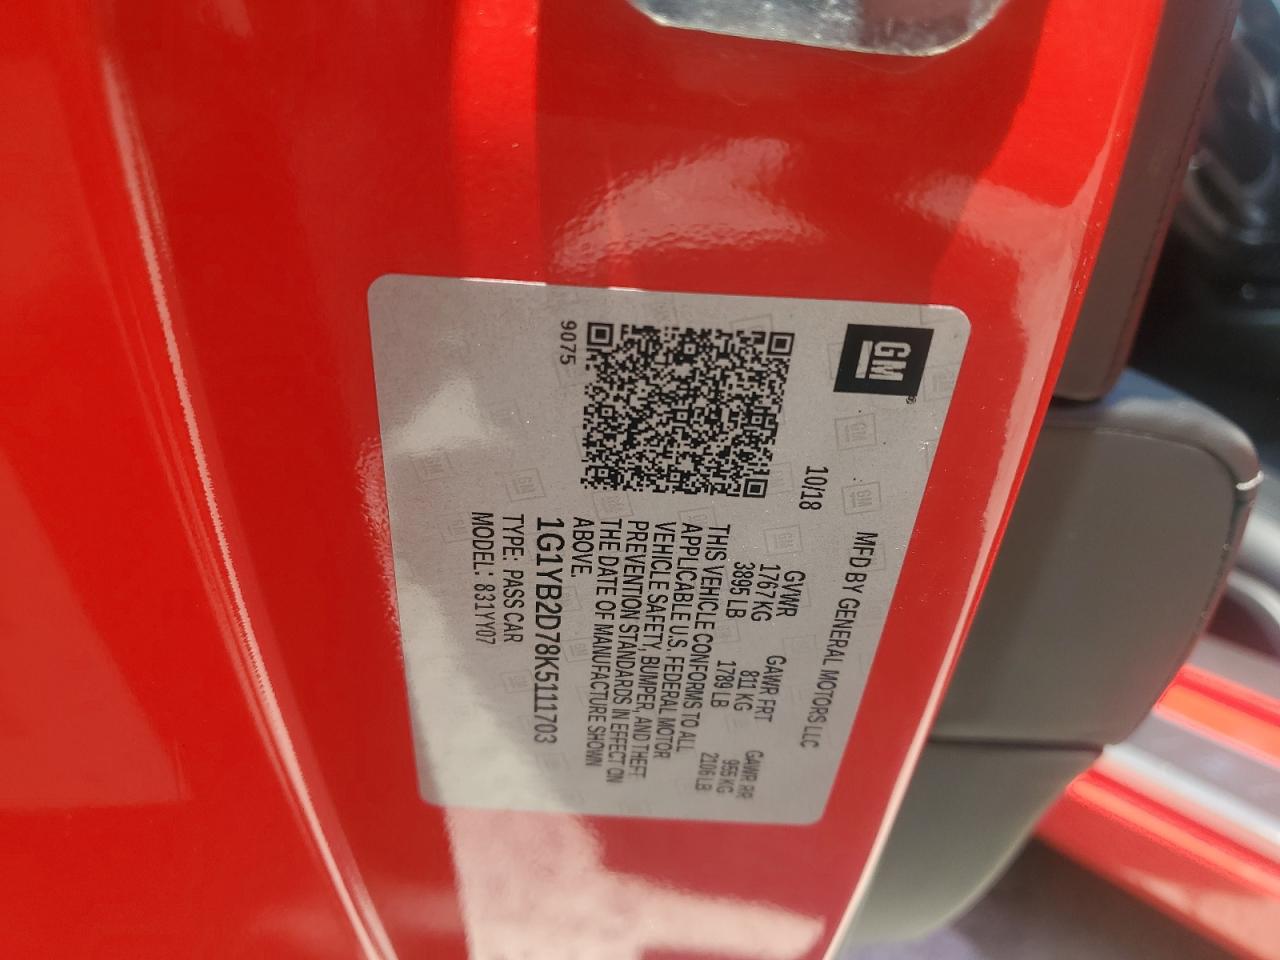 GM
MFD BY GENERAL MOTORS LLC
10/18
GVWR GAWR FRT GAWR RR
1767 KG 811 KG 955 KG
3895 LB 1789 LB 2106 LB
THIS VEHICLE CONFORMS TO ALL
APPLICABLE U.S. FEDERAL MOTOR
VEHICLE SAFETY, BUMPER, AND THEFT
PREVENTION STANDARDS IN EFFECT ON
THE DATE OF MANUFACTURE SHOWN
ABOVE.
1G1YB2D78K5111703
TYPE: PASS CAR
MODEL: 831YY07
9075